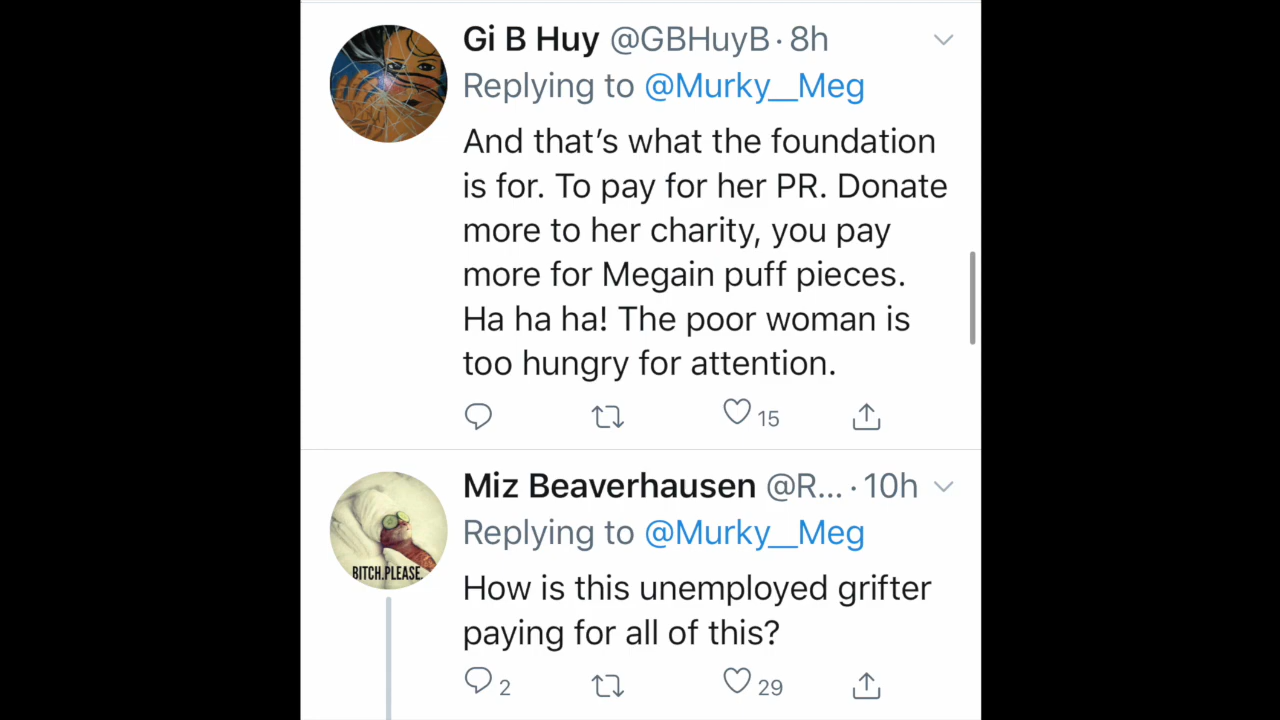 Gi B Huy @GBHuyB · 8h
Replying to @Murky__Meg
And that's what the foundation
is for. To pay for her PR. Donate
more to her charity, you pay
more for Megain puff pieces.
Ha ha ha! The poor woman is
too hungry for attention.
15
Miz Beaverhausen @R... · 10h
Replying to @Murky__Meg
BITCH.PLEASE.
How is this unemployed grifter
paying for all of this?
2 29